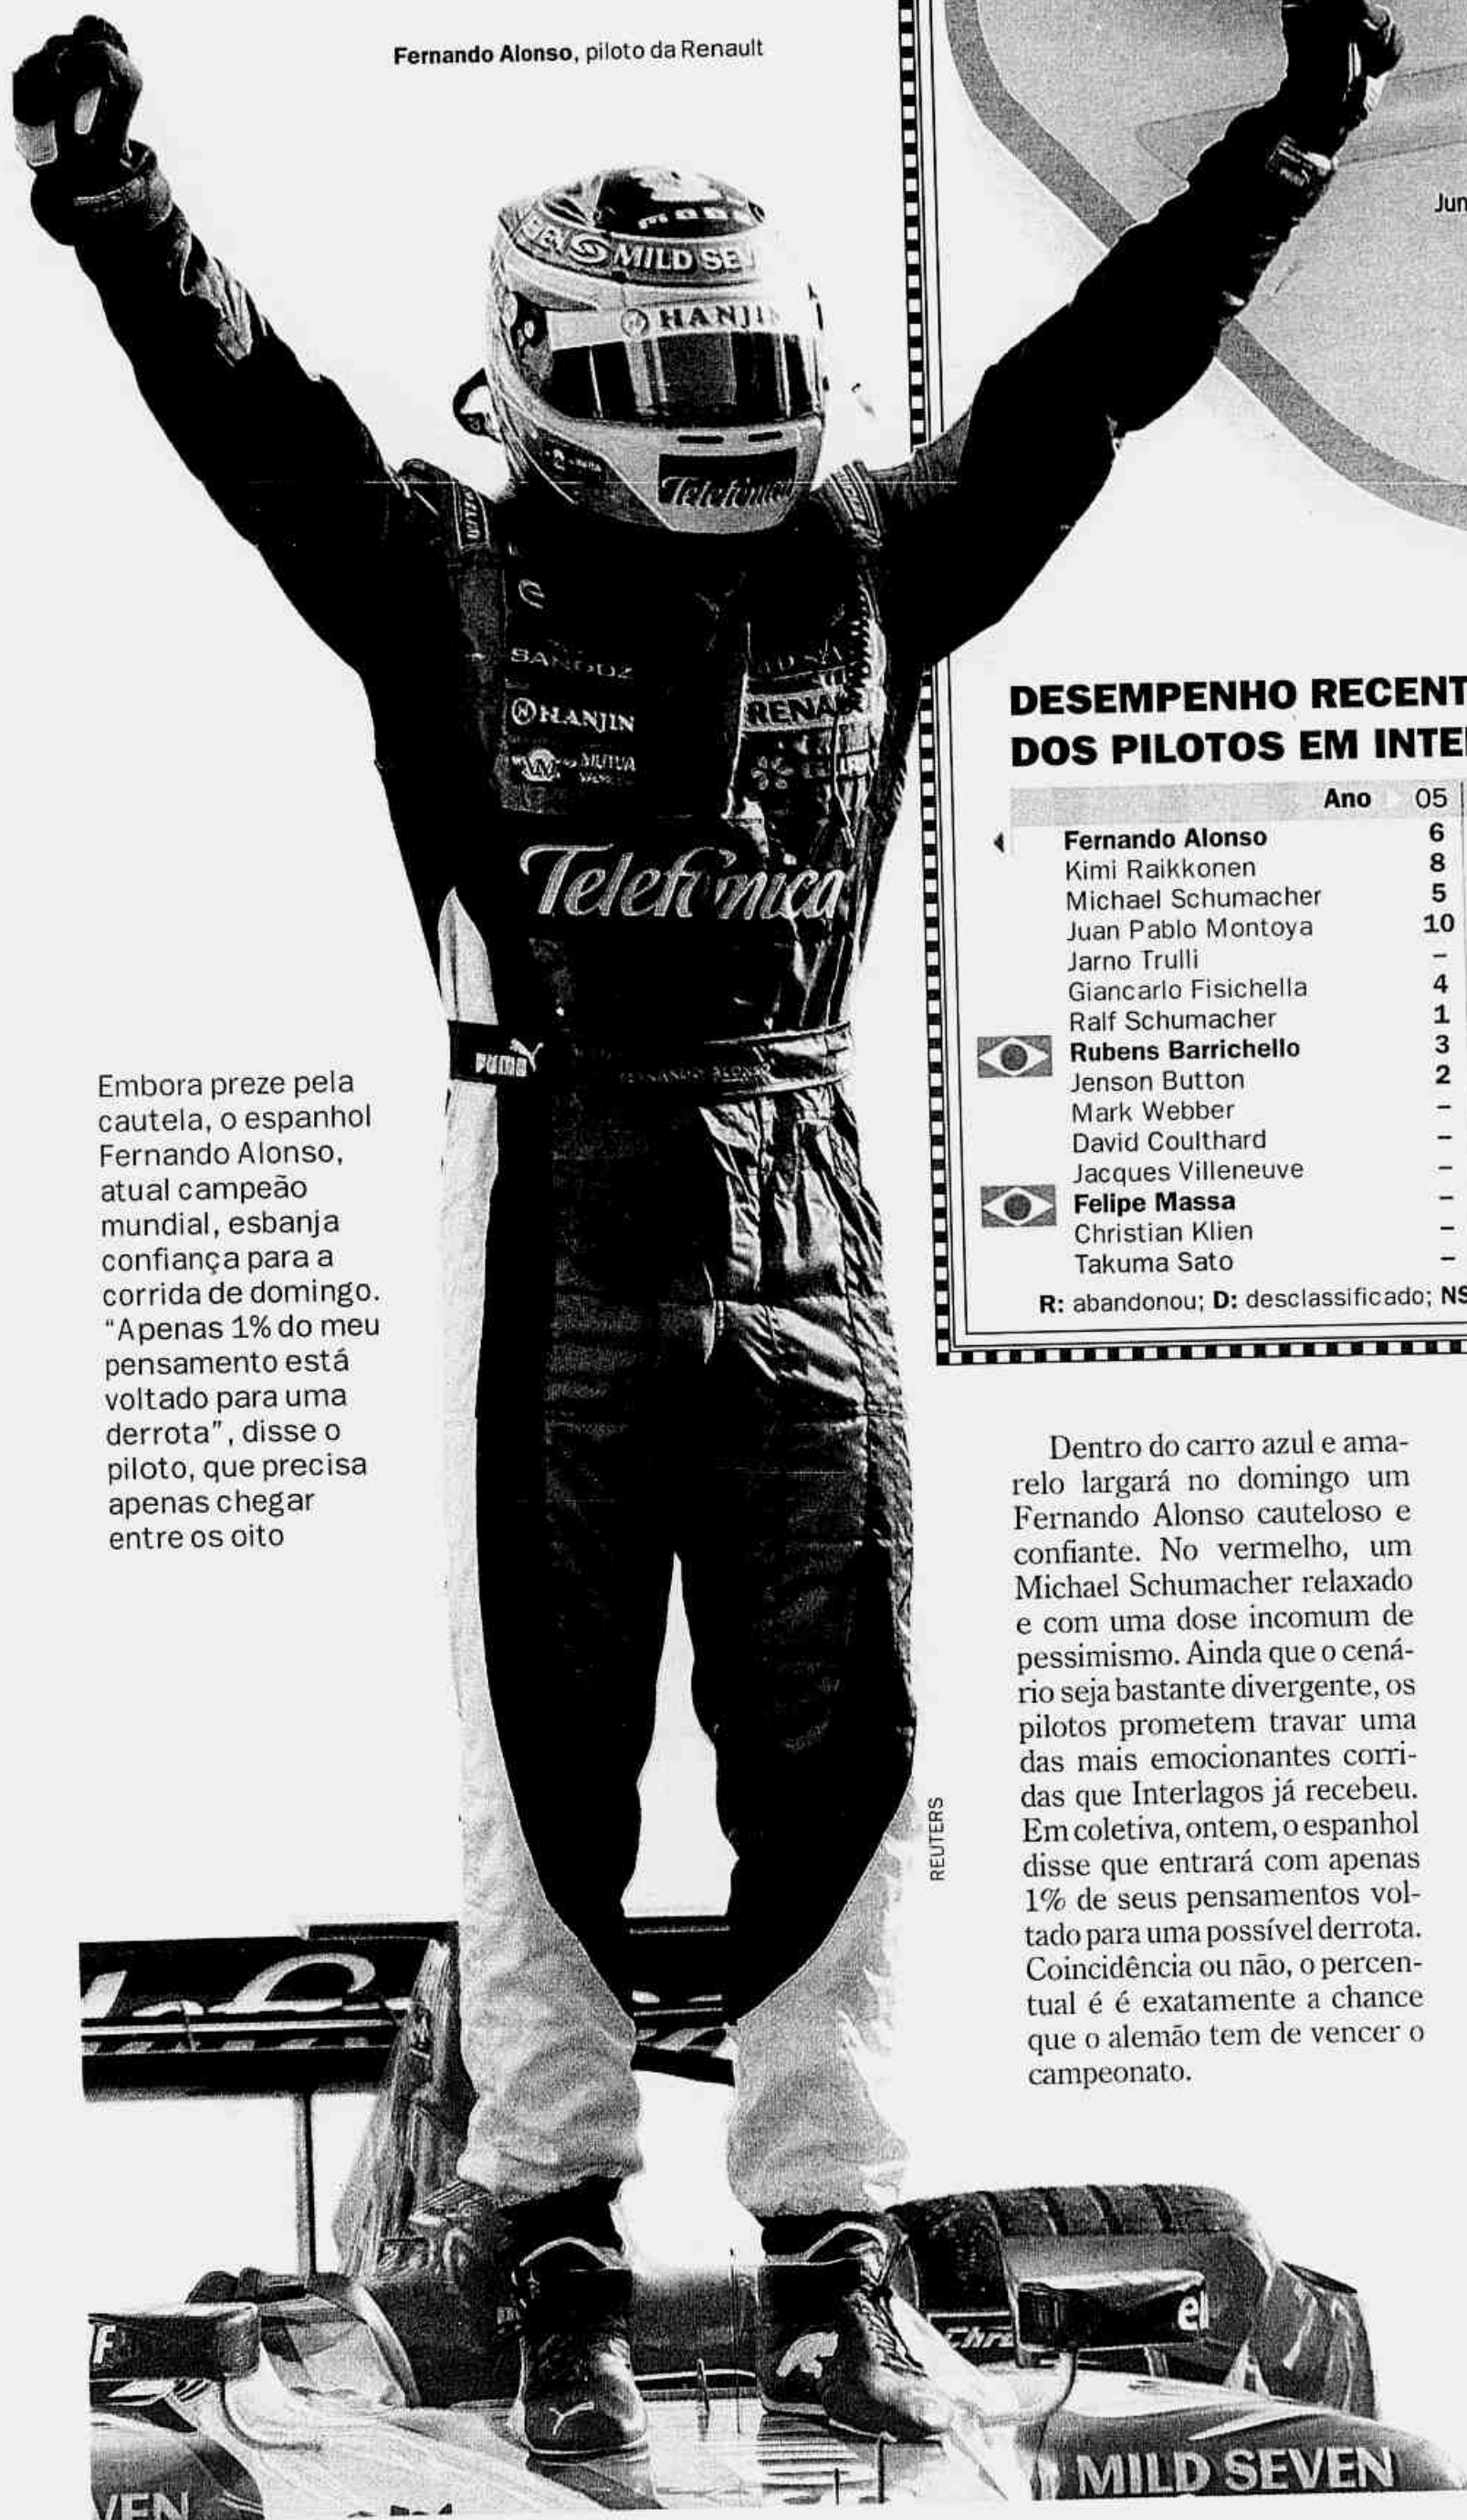 Fernando Alonso, piloto da Renault
Jun
MILD SEV
HANJI
Telefónica
SANDOZ
HANJIN
MUTUA
RENA
Telefónica
PUMA
FERNANDO ALONSO
DESEMPENHO RECENT
DOS PILOTOS EM INTE
Ano 05
Fernando Alonso 6
Kimi Raikkonen 8
Michael Schumacher 5
Juan Pablo Montoya 10
Jarno Trulli –
Giancarlo Fisichella 4
Ralf Schumacher 1
Rubens Barrichello 3
Jenson Button 2
Mark Webber –
David Coulthard –
Jacques Villeneuve –
Felipe Massa –
Christian Klien –
Takuma Sato –
R: abandonou; D: desclassificado; NS
Embora preze pela
cautela, o espanhol
Fernando Alonso,
atual campeão
mundial, esbanja
confiança para a
corrida de domingo.
"Apenas 1% do meu
pensamento está
voltado para uma
derrota", disse o
piloto, que precisa
apenas chegar
entre os oito
Dentro do carro azul e ama-
relo largará no domingo um
Fernando Alonso cauteloso e
confiante. No vermelho, um
Michael Schumacher relaxado
e com uma dose incomum de
pessimismo. Ainda que o cená-
rio seja bastante divergente, os
pilotos prometem travar uma
das mais emocionantes corri-
das que Interlagos já recebeu.
Em coletiva, ontem, o espanhol
disse que entrará com apenas
1% de seus pensamentos vol-
tado para uma possível derrota.
Coincidência ou não, o percen-
tual é é exatamente a chance
que o alemão tem de vencer o
campeonato.
REUTERS
F
el
Chro
MILD SEVEN
VEN